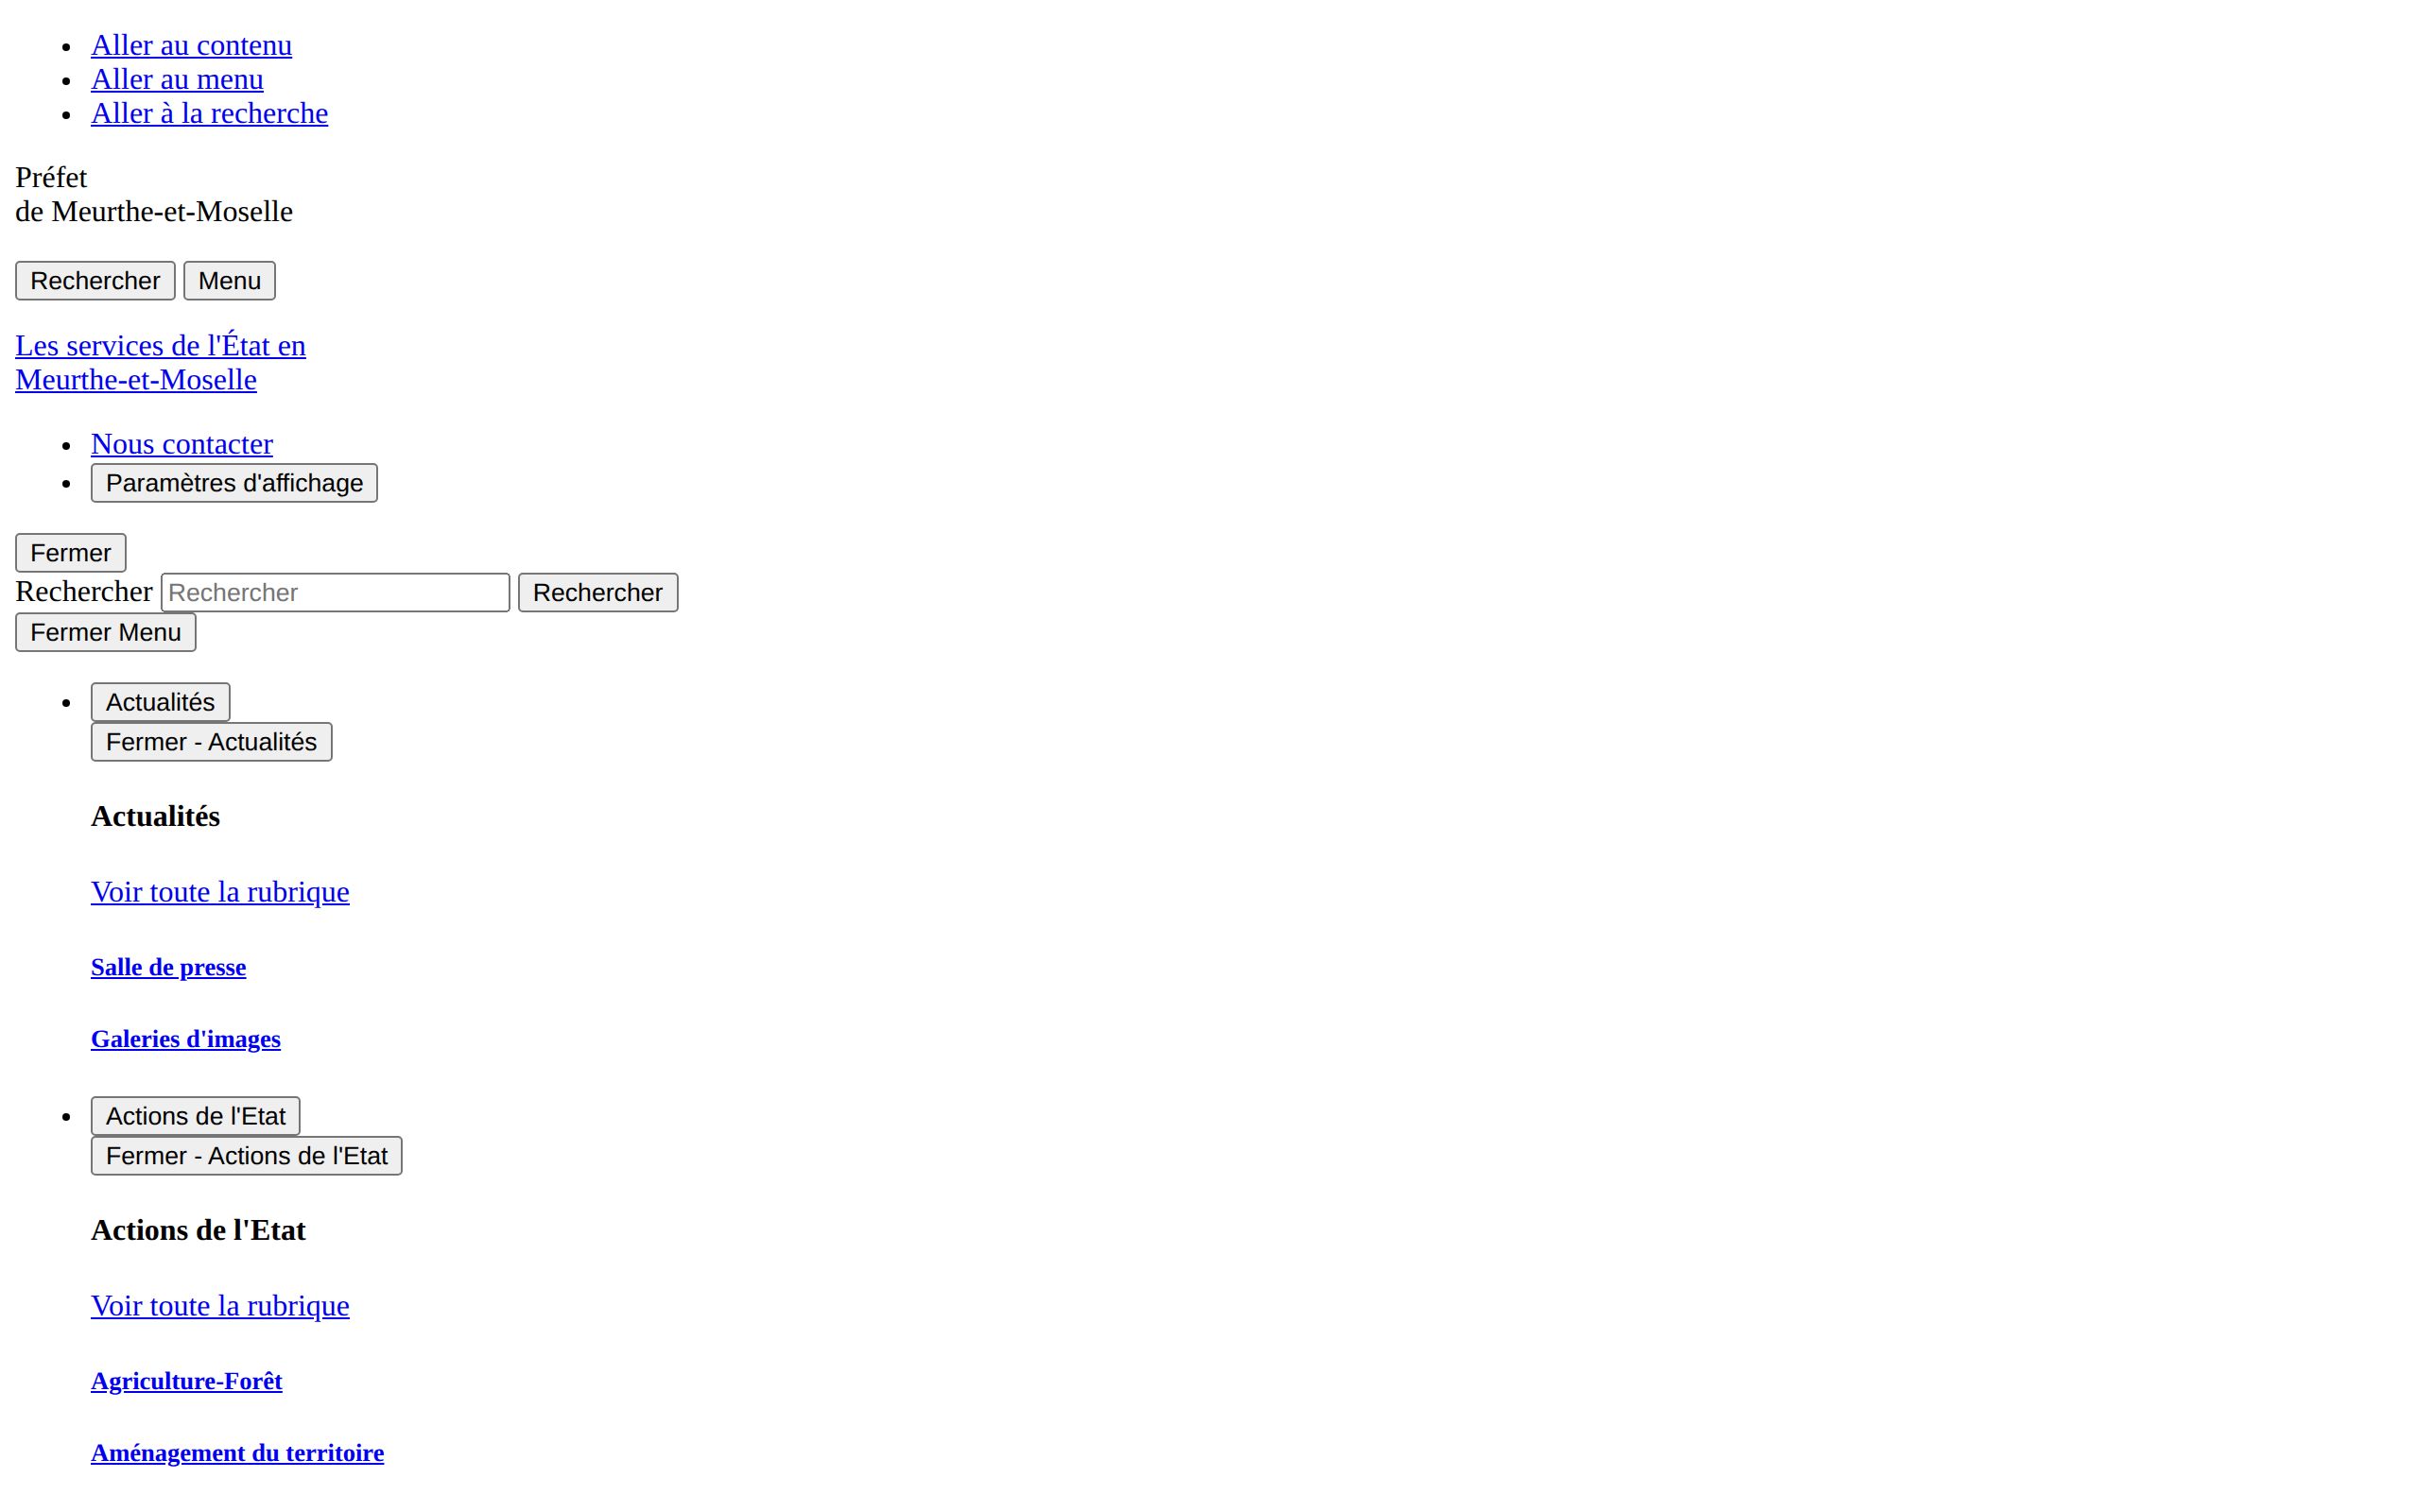 Aller au contenu
Aller au menu
Aller à la recherche
Préfet
de Meurthe-et-Moselle
Rechercher Menu
Les services de l'État en
Meurthe-et-Moselle
Nous contacter
Paramètres d'affichage
Fermer
Rechercher Rechercher Rechercher
Fermer Menu
Actualités
Fermer - Actualités
Actualités
Voir toute la rubrique
Salle de presse
Galeries d'images
Actions de l'Etat
Fermer - Actions de l'Etat
Actions de l'Etat
Voir toute la rubrique
Agriculture-Forêt
Aménagement du territoire